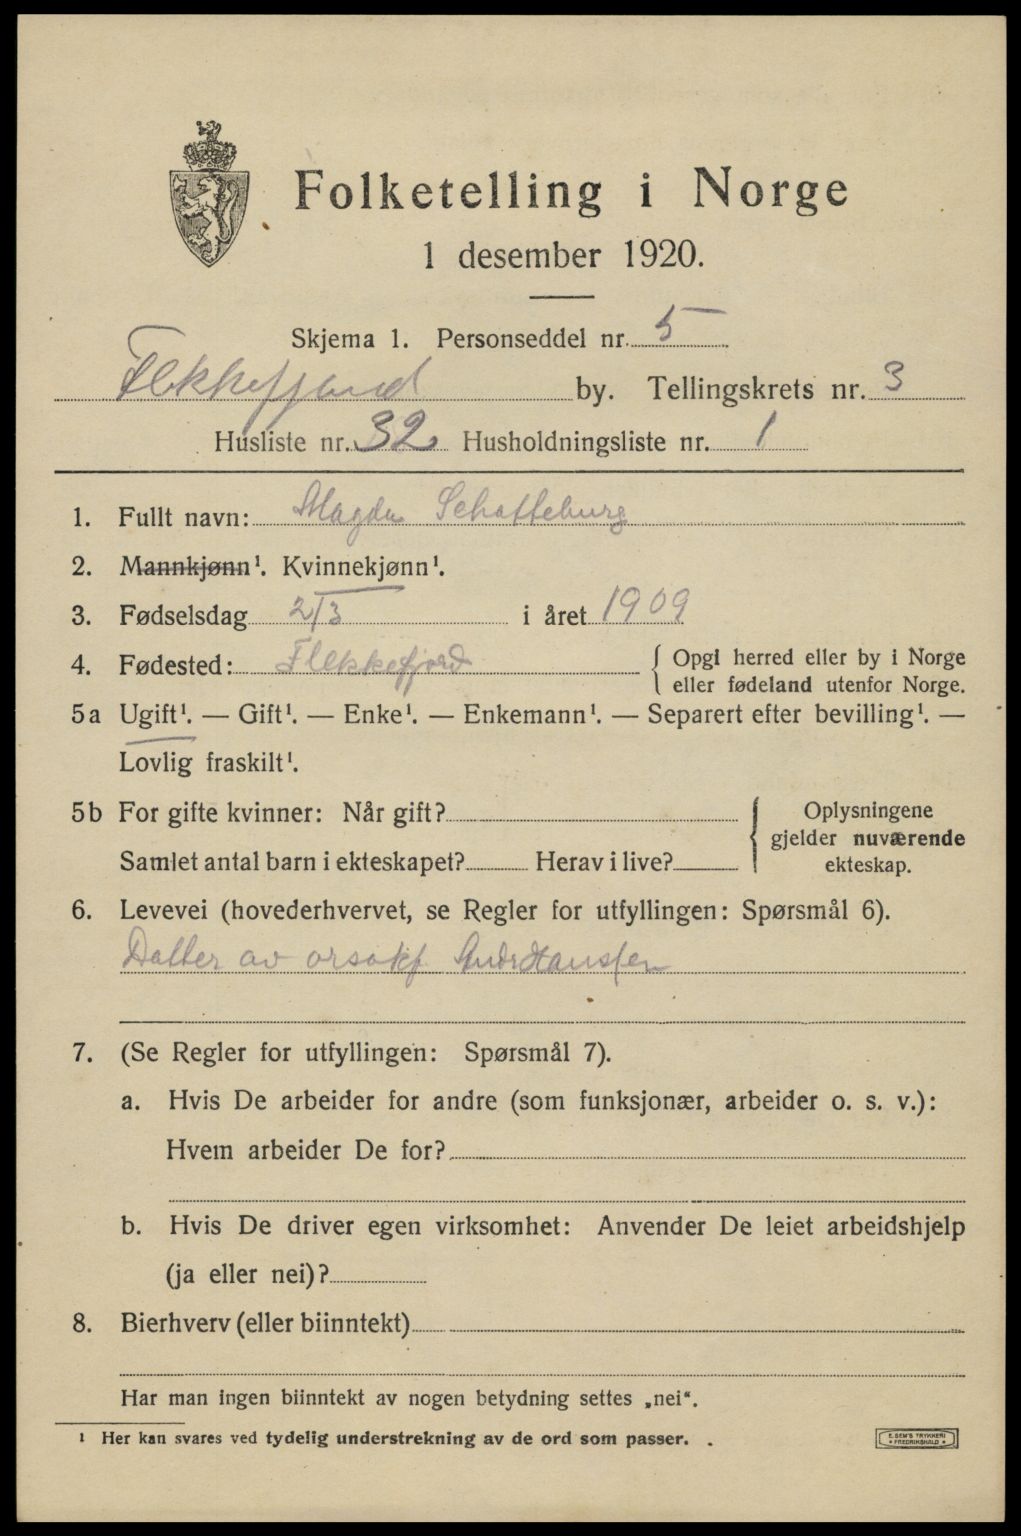 Folketelling i Norge
1 desember 1920.
Skjema 1. Personseddel nr. 5
Flekkefjord by. Tellingskrets nr. 3
Husliste nr. 32 Husholdningsliste nr. 1
1. Fullt navn: Magda Schatteburg
2. Mannkjønn¹. Kvinnekjønn¹.
3. Fødselsdag 2/3 i året 1909
4. Fødested: Flekkefjord { Opgi herred eller by i Norge
eller fødeland utenfor Norge.
5a Ugift¹. — Gift¹. — Enke¹. — Enkemann¹. — Separert efter bevilling¹. —
Lovlig fraskilt¹.
5b For gifte kvinner: Når gift? { Oplysningene
gjelder nuværende
Samlet antal barn i ekteskapet? Herav i live? ekteskap.
6. Levevei (hovederhvervet, se Regler for utfyllingen: Spørsmål 6).
Datter av Hanssen
7. (Se Regler for utfyllingen: Spørsmål 7).
a. Hvis De arbeider for andre (som funksjonær, arbeider o. s. v.):
Hvem arbeider De for?
b. Hvis De driver egen virksomhet: Anvender De leiet arbeidshjelp
(ja eller nei)?
8. Bierhverv (eller biinntekt)
Har man ingen biinntekt av nogen betydning settes „nei“.
¹ Her kan svares ved tydelig understrekning av de ord som passer.
E. SEM'S TRYKKERI
* FREDRIKSHALD *